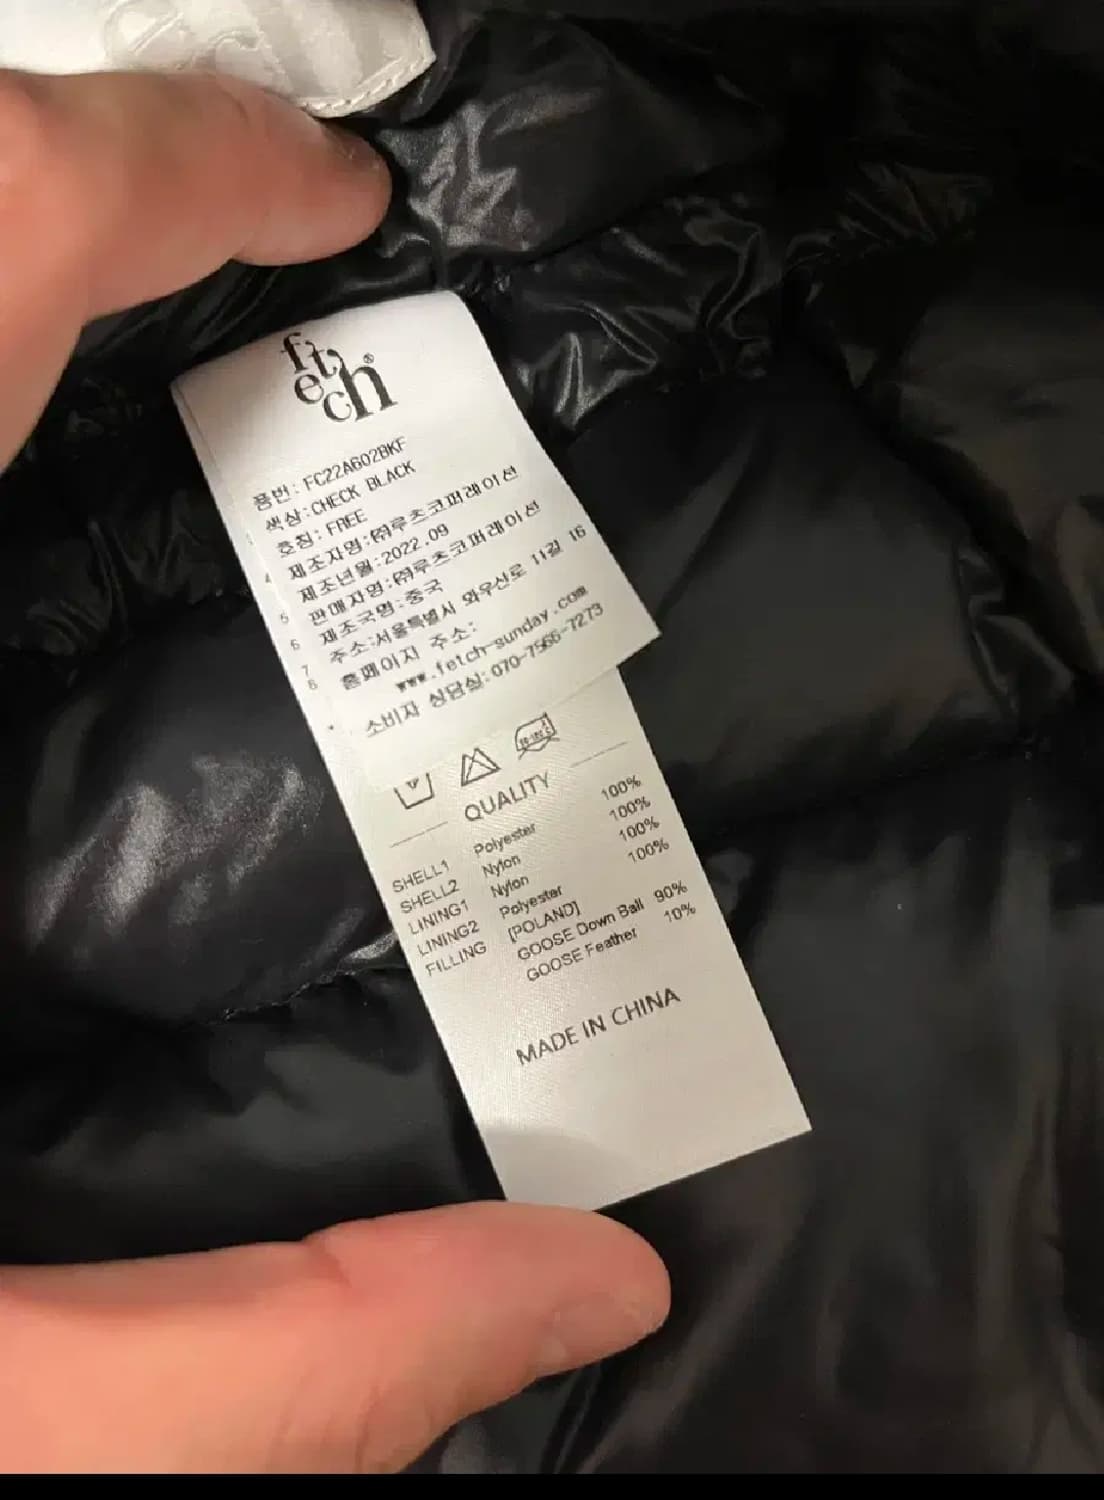 fetch®
품번: FC22A602BKF
색상: CHECK BLACK
호칭: FREE
제조자명: ㈜루츠코퍼레이션
제조년월: 2022.09
판매자명: ㈜루츠코퍼레이션
제조국명: 중국
주소: 서울특별시 와우산로 11길 16
홈페이지 주소:
www.fetch-sunday.com
소비자 상담실: 070-7566-7273
QUALITY
SHELL1 Polyester 100%
SHELL2 Nylon 100%
LINING1 Nylon 100%
LINING2 Polyester 100%
FILLING [POLAND]
GOOSE Down Ball 90%
GOOSE Feather 10%
MADE IN CHINA